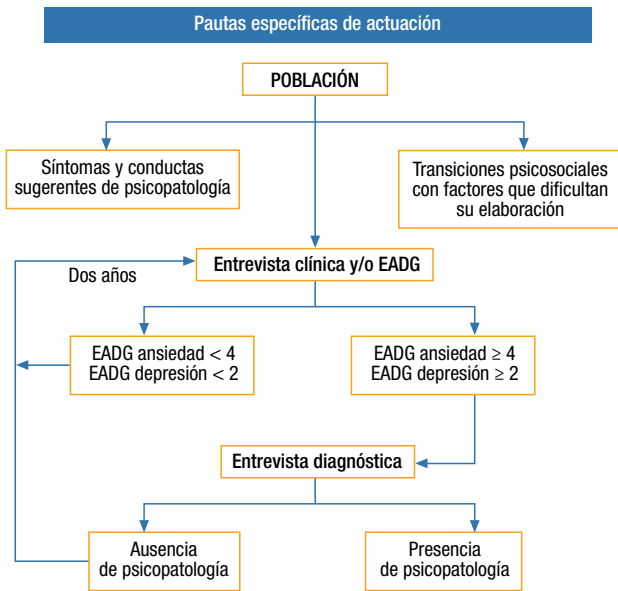 Pautas específicas de actuación
POBLACIÓN
Síntomas y conductas
sugerentes de psicopatología
Transiciones psicosociales
con factores que dificultan
su elaboración
Entrevista clínica y/o EADG
Dos años
EADG ansiedad < 4
EADG depresión < 2
EADG ansiedad ≥ 4
EADG depresión ≥ 2
Entrevista diagnóstica
Ausencia
de psicopatología
Presencia
de psicopatología